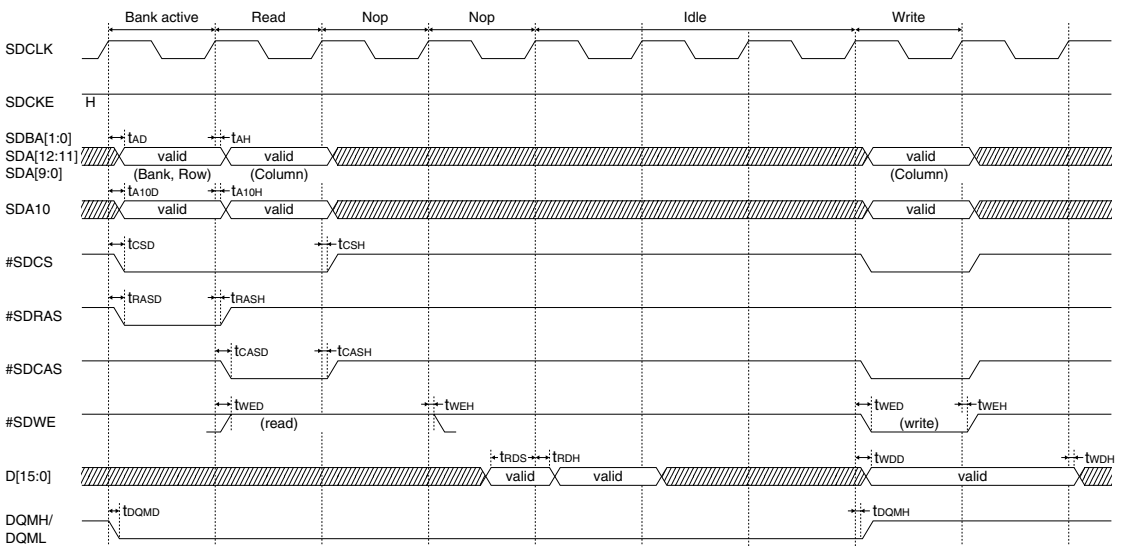 Bank active Read Nop Nop Idle Write
SDCLK
SDCKE H
SDBA[1:0] tAD tAH
SDA[12:11] valid valid valid
SDA[9:0] (Bank, Row) (Column) (Column)
tA10D tA10H
SDA10 valid valid valid
tCSD tCSH
#SDCS
tRASD tRASH
#SDRAS
tCASD tCASH
#SDCAS
tWED tWEH tWED tWEH
#SDWE (read) (write)
tRDS tRDH tWDD tWDH
D[15:0] valid valid valid
tDQMD tDQMH
DQMH/
DQML